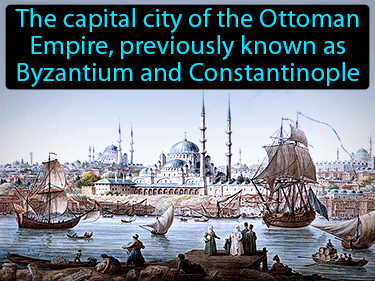 The capital city of the Ottoman
Empire, previously known as
Byzantium and Constantinople